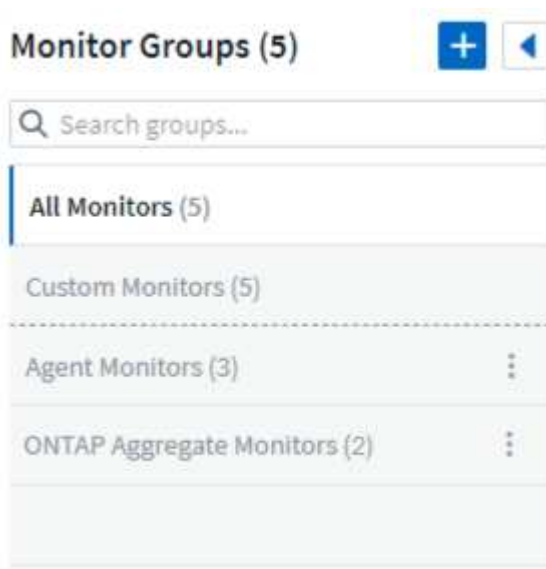 Monitor Groups (5)
Search groups...
All Monitors (5)
Custom Monitors (5)
Agent Monitors (3)
ONTAP Aggregate Monitors (2)